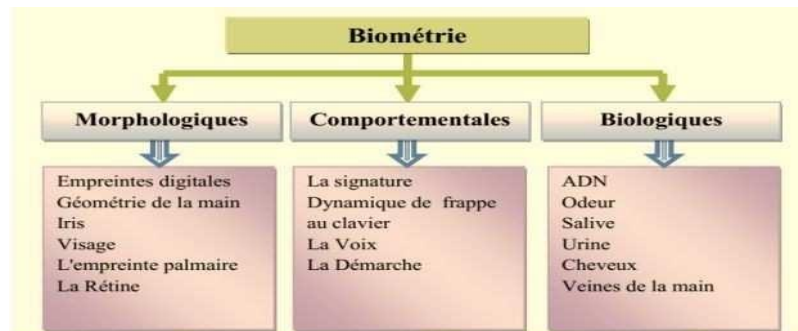 Biométrie
Morphologiques
Comportementales
Biologiques
Empreintes digitales
Géométrie de la main
Iris
Visage
L'empreinte palmaire
La Rétine
La signature
Dynamique de frappe
au clavier
La Voix
La Démarche
ADN
Odeur
Salive
Urine
Cheveux
Veines de la main